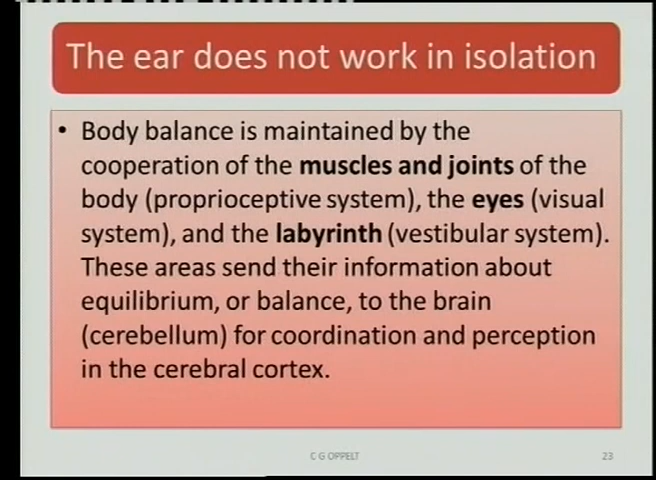 The ear does not work in isolation
• Body balance is maintained by the
cooperation of the muscles and joints of the
body (proprioceptive system), the eyes (visual
system), and the labyrinth (vestibular system).
These areas send their information about
equilibrium, or balance, to the brain
(cerebellum) for coordination and perception
in the cerebral cortex.
C G OPPELT
23